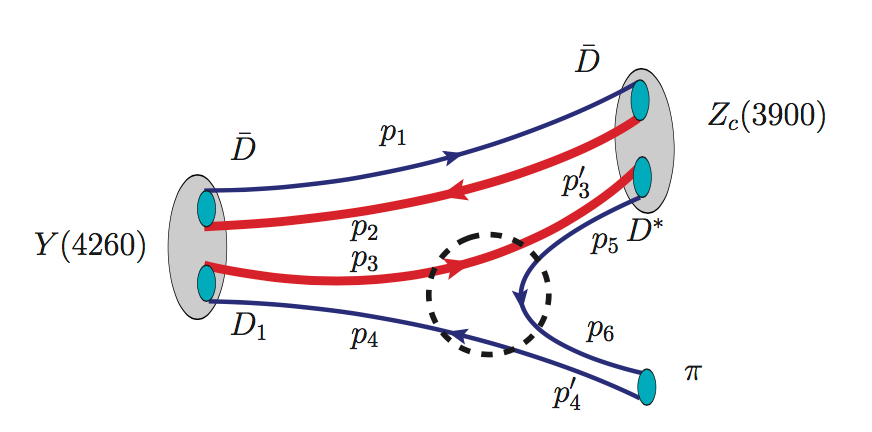 D̄
Z_c(3900)
p_1
D̄
p'_3
Y(4260)
p_2
p_5 D*
p_3
D_1
p_4
p_6
π
p'_4